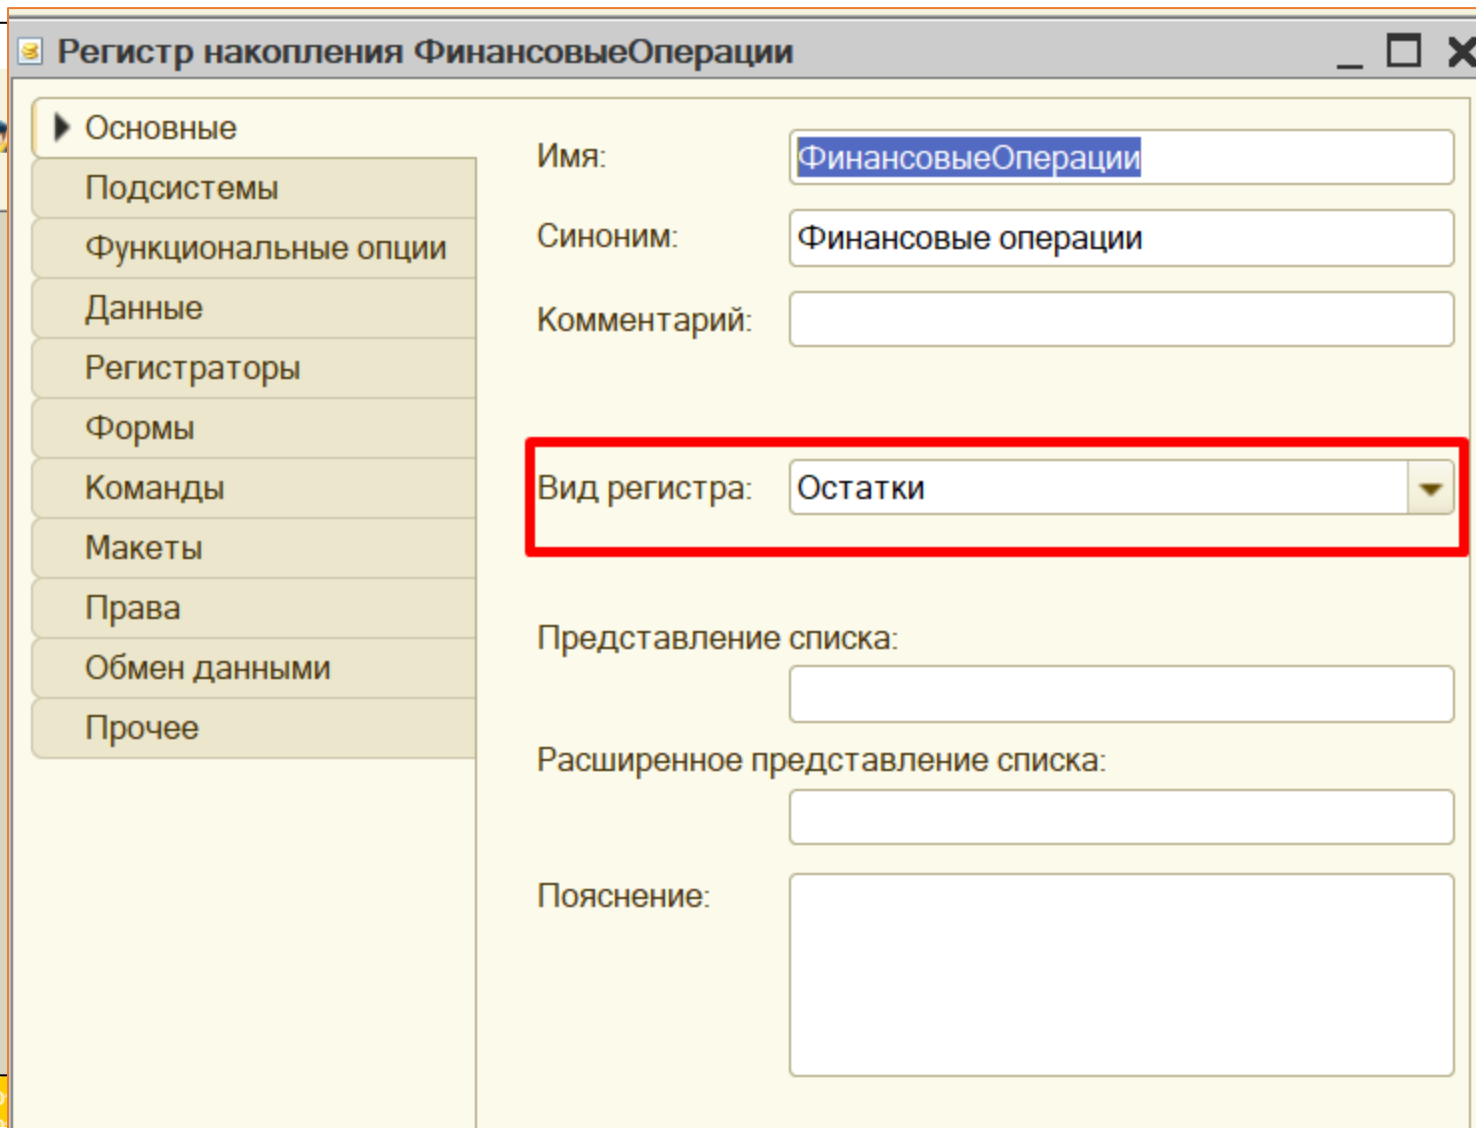 Регистр накопления ФинансовыеОперации
Основные
Подсистемы
Функциональные опции
Данные
Регистраторы
Формы
Команды
Макеты
Права
Обмен данными
Прочее
Имя: ФинансовыеОперации
Синоним: Финансовые операции
Комментарий:
Вид регистра: Остатки
Представление списка:
Расширенное представление списка:
Пояснение: